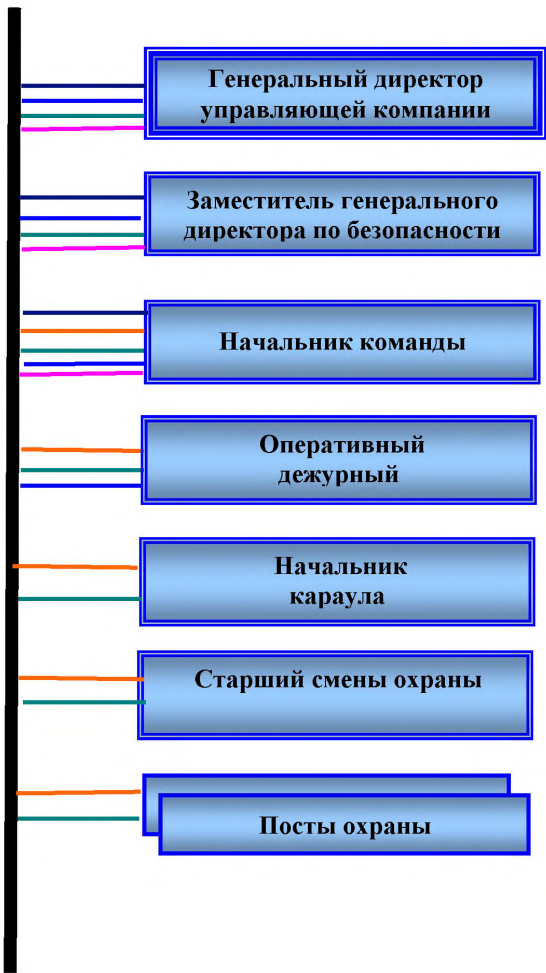 Генеральный директор
управляющей компании
Заместитель генерального
директора по безопасности
Начальник команды
Оперативный
дежурный
Начальник
караула
Старший смены охраны
Посты охраны